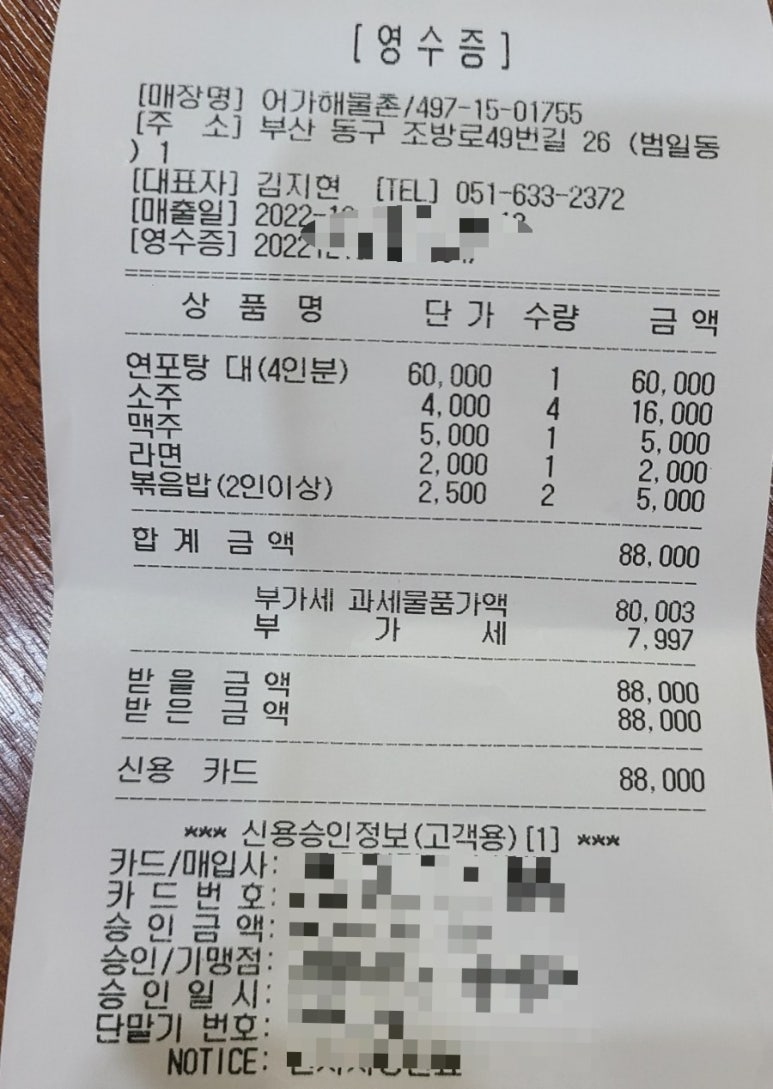 [영수증]
[매장명] 어가해물촌/497-15-01755
[주 소] 부산 동구 조방로49번길 26 (범일동
) 1
[대표자] 김지현 [TEL] 051-633-2372
[매출일] 2022-
[영수증] 2022
상 품 명 단 가 수량 금 액
연포탕 대(4인분) 60,000 1 60,000
소주 4,000 4 16,000
맥주 5,000 1 5,000
라면 2,000 1 2,000
볶음밥(2인이상) 2,500 2 5,000
합 계 금 액 88,000
부가세 과세물품가액 80,003
부 가 세 7,997
받 을 금 액 88,000
받 은 금 액 88,000
신용 카드 88,000
*** 신용승인정보(고객용)[1] ***
카드/매입사:
카 드 번 호:
승 인 금 액:
승인/기맹점:
승 인 일 시:
단말기 번호:
NOTICE: